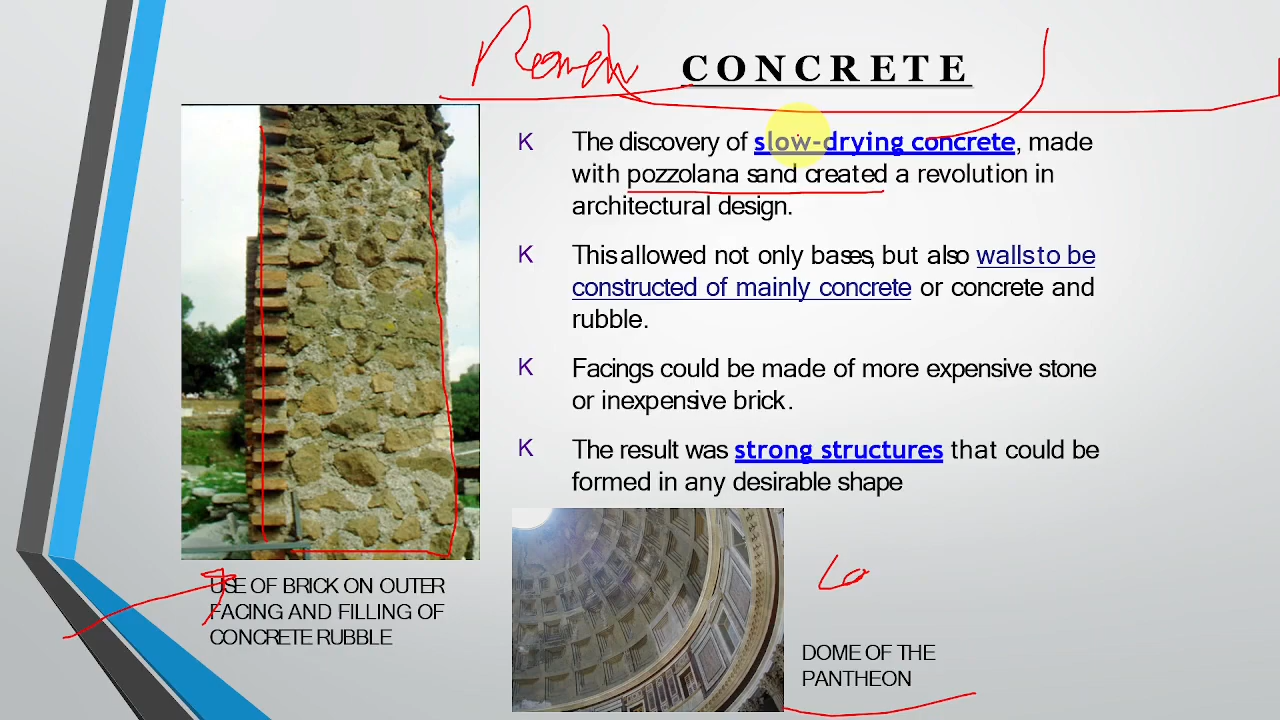 CONCRETE
K The discovery of slow-drying concrete, made
with pozzolana sand created a revolution in
architectural design.
K This allowed not only bases, but also walls to be
constructed of mainly concrete or concrete and
rubble.
K Facings could be made of more expensive stone
or inexpensive brick.
K The result was strong structures that could be
formed in any desirable shape
USE OF BRICK ON OUTER
FACING AND FILLING OF
CONCRETE RUBBLE
DOME OF THE
PANTHEON